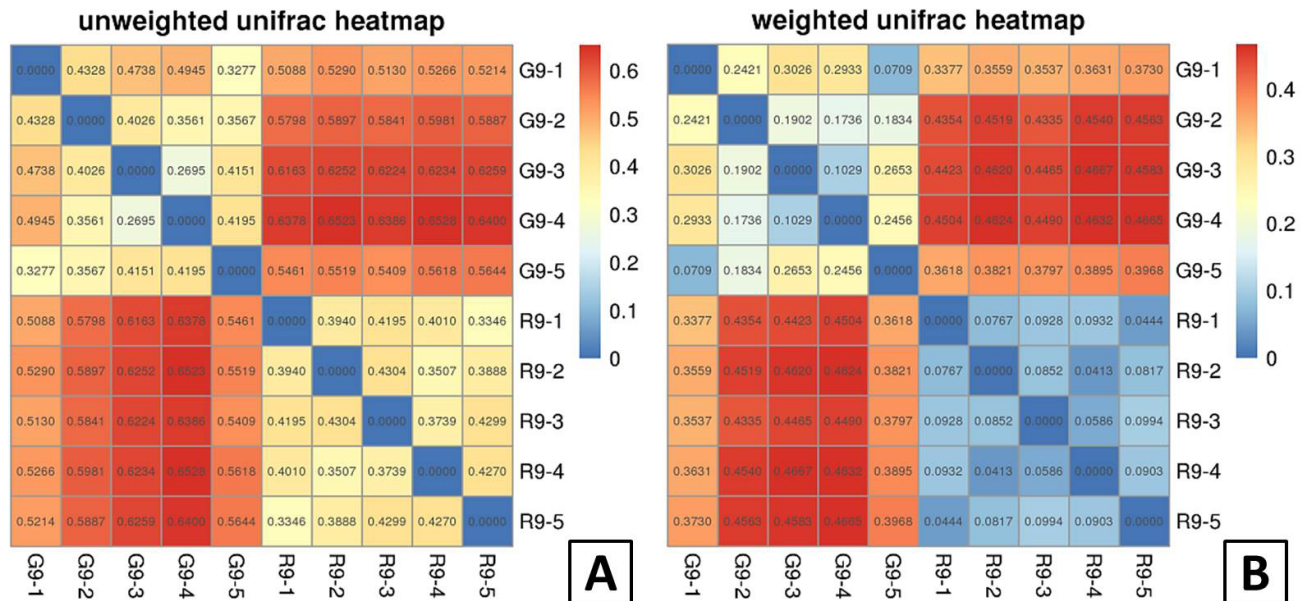 unweighted unifrac heatmap
0.0000 0.4328 0.4738 0.4945 0.3277 0.5088 0.5290 0.5130 0.5266 0.5214 G9-1
0.4328 0.0000 0.4026 0.3561 0.3567 0.5798 0.5897 0.5841 0.5981 0.5887 G9-2
0.4738 0.4026 0.0000 0.2695 0.4151 0.6163 0.6252 0.6224 0.6234 0.6259 G9-3
0.4945 0.3561 0.2695 0.0000 0.4195 0.6378 0.6523 0.6386 0.6528 0.6400 G9-4
0.3277 0.3567 0.4151 0.4195 0.0000 0.5461 0.5519 0.5409 0.5618 0.5644 G9-5
0.5088 0.5798 0.6163 0.6378 0.5461 0.0000 0.3940 0.4195 0.4010 0.3346 R9-1
0.5290 0.5897 0.6252 0.6523 0.5519 0.3940 0.0000 0.4304 0.3507 0.3888 R9-2
0.5130 0.5841 0.6224 0.6386 0.5409 0.4195 0.4304 0.0000 0.3739 0.4299 R9-3
0.5266 0.5981 0.6234 0.6528 0.5618 0.4010 0.3507 0.3739 0.0000 0.4270 R9-4
0.5214 0.5887 0.6259 0.6400 0.5644 0.3346 0.3888 0.4299 0.4270 0.0000 R9-5
G9-1 G9-2 G9-3 G9-4 G9-5 R9-1 R9-2 R9-3 R9-4 R9-5
0.6
0.5
0.4
0.3
0.2
0.1
0
A
weighted unifrac heatmap
0.0000 0.2421 0.3026 0.2933 0.0709 0.3377 0.3559 0.3537 0.3631 0.3730 G9-1
0.2421 0.0000 0.1902 0.1736 0.1834 0.4354 0.4519 0.4335 0.4540 0.4563 G9-2
0.3026 0.1902 0.0000 0.1029 0.2653 0.4423 0.4620 0.4465 0.4667 0.4583 G9-3
0.2933 0.1736 0.1029 0.0000 0.2456 0.4504 0.4624 0.4490 0.4632 0.4665 G9-4
0.0709 0.1834 0.2653 0.2456 0.0000 0.3618 0.3821 0.3797 0.3895 0.3968 G9-5
0.3377 0.4354 0.4423 0.4504 0.3618 0.0000 0.0767 0.0928 0.0932 0.0444 R9-1
0.3559 0.4519 0.4620 0.4624 0.3821 0.0767 0.0000 0.0852 0.0413 0.0817 R9-2
0.3537 0.4335 0.4465 0.4490 0.3797 0.0928 0.0852 0.0000 0.0586 0.0994 R9-3
0.3631 0.4540 0.4667 0.4632 0.3895 0.0932 0.0413 0.0586 0.0000 0.0903 R9-4
0.3730 0.4563 0.4583 0.4665 0.3968 0.0444 0.0817 0.0994 0.0903 0.0000 R9-5
G9-1 G9-2 G9-3 G9-4 G9-5 R9-1 R9-2 R9-3 R9-4 R9-5
0.4
0.3
0.2
0.1
0
B